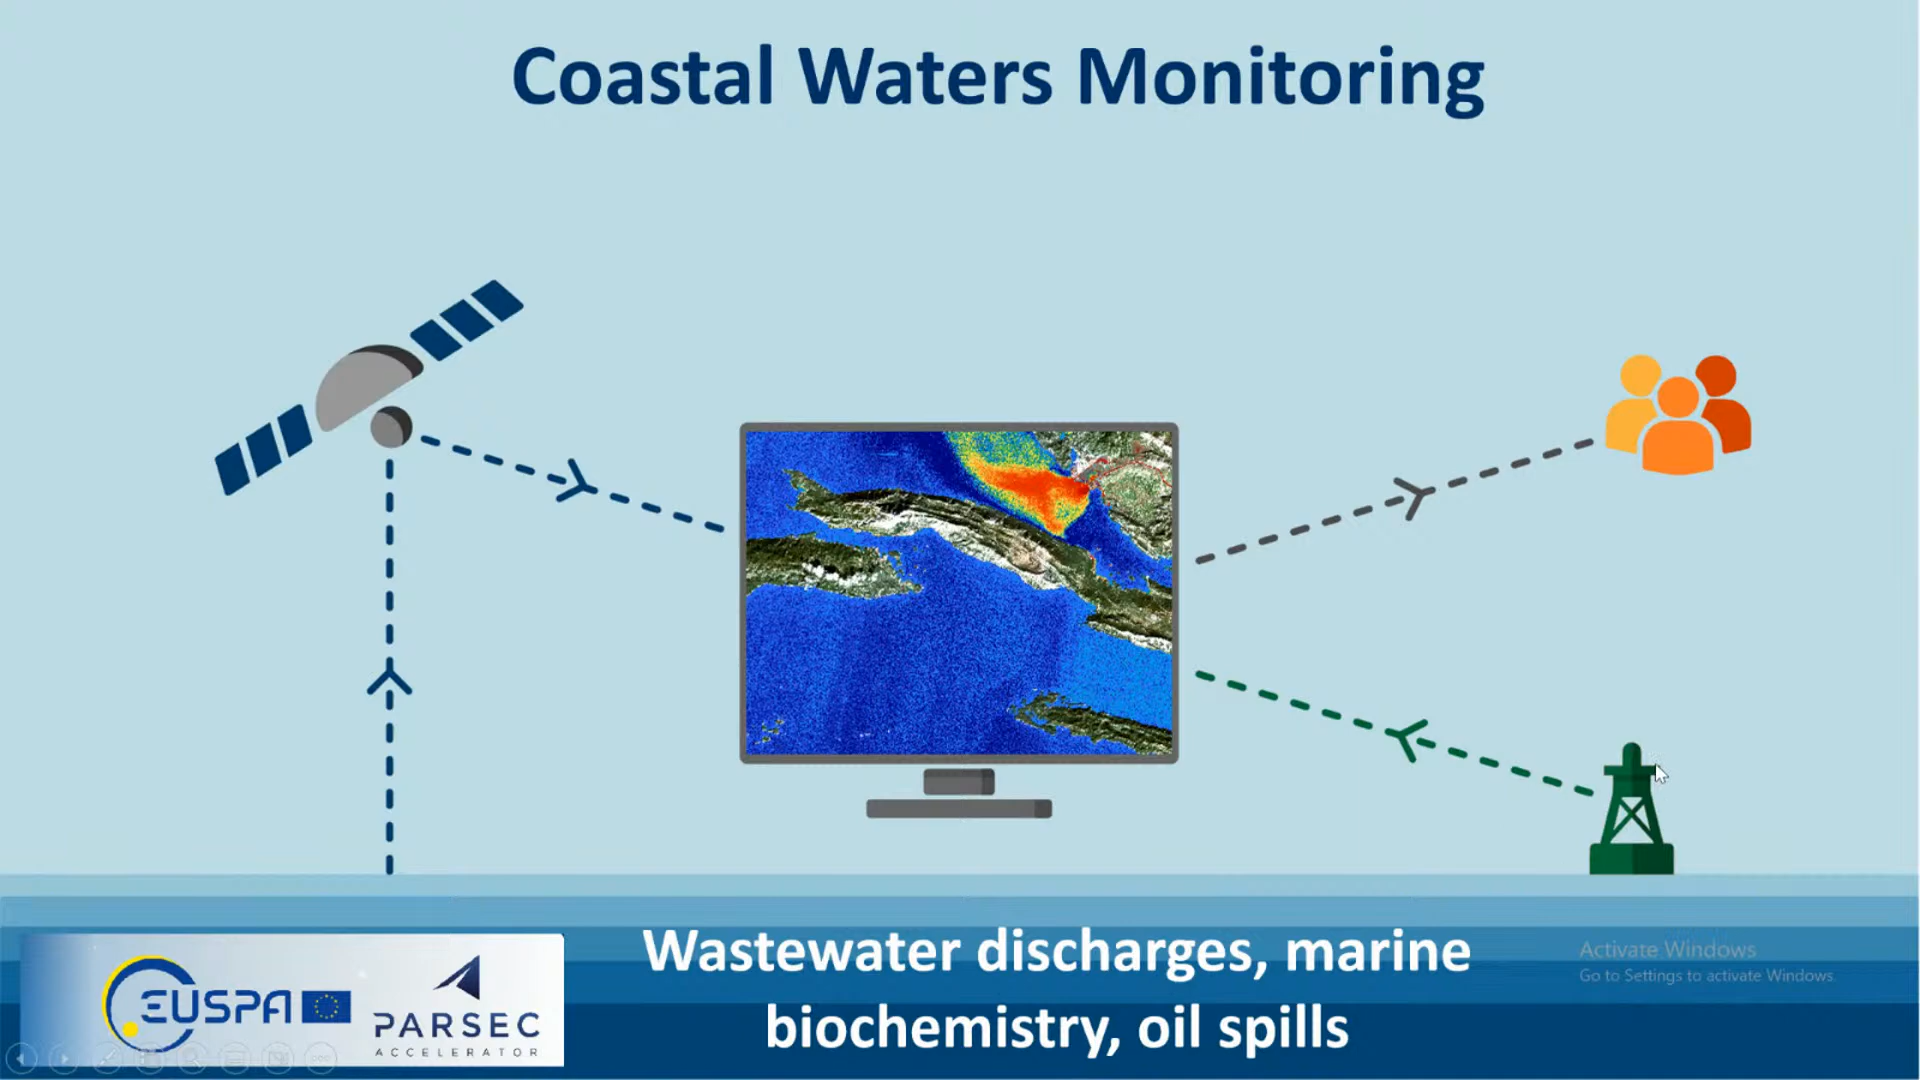 Coastal Waters Monitoring
Wastewater discharges, marine
biochemistry, oil spills
Activate Windows
Go to Settings to activate Windows.
EUSPA
PARSEC
ACCELERATOR